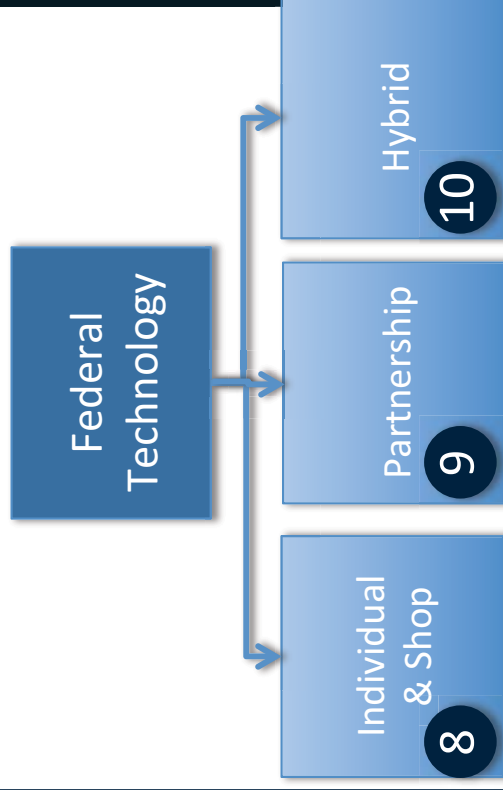 Federal
Technology
Individual
& Shop
8
Partnership
9
Hybrid
10